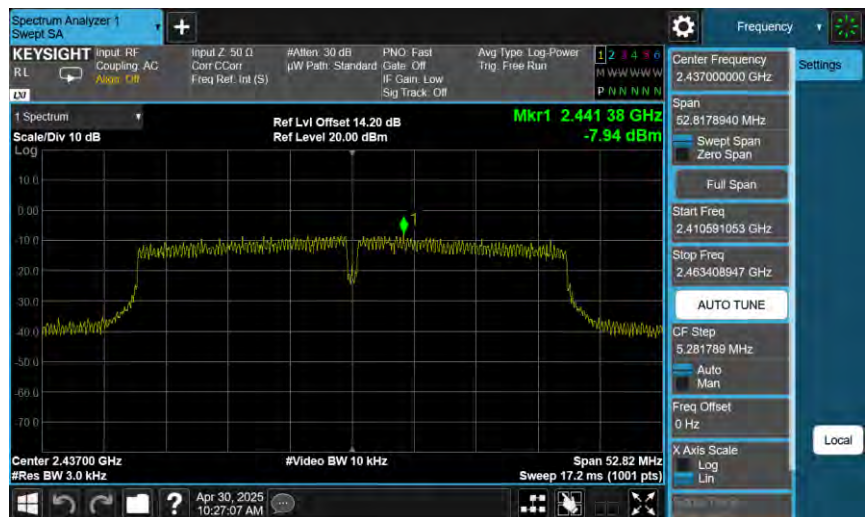 Spectrum Analyzer 1
Swept SA
+
Frequency
KEYSIGHT
RL
LXI
Input: RF
Coupling: AC
Align: Off
Input Z: 50 Ω
Corr CCorr
Freq Ref: Int (S)
#Atten: 30 dB
µW Path: Standard
PNO: Fast
Gate: Off
IF Gain: Low
Sig Track: Off
Avg Type: Log-Power
Trig: Free Run
1 2 3 4 5 6
M W W W W W
P N N N N N
1 Spectrum
Scale/Div 10 dB
Log
Ref Lvl Offset 14.20 dB
Ref Level 20.00 dBm
Mkr1 2.441 38 GHz
-7.94 dBm
10.0
0.00
-10.0
-20.0
-30.0
-40.0
-50.0
-60.0
-70.0
1
Center 2.43700 GHz
#Res BW 3.0 kHz
#Video BW 10 kHz
Span 52.82 MHz
Sweep 17.2 ms (1001 pts)
?
Apr 30, 2025
10:27:07 AM
Center Frequency
2.437000000 GHz
Span
52.8178940 MHz
Swept Span
Zero Span
Full Span
Start Freq
2.410591053 GHz
Stop Freq
2.463408947 GHz
AUTO TUNE
CF Step
5.281789 MHz
Auto
Man
Freq Offset
0 Hz
X Axis Scale
Log
Lin
Settings
Local